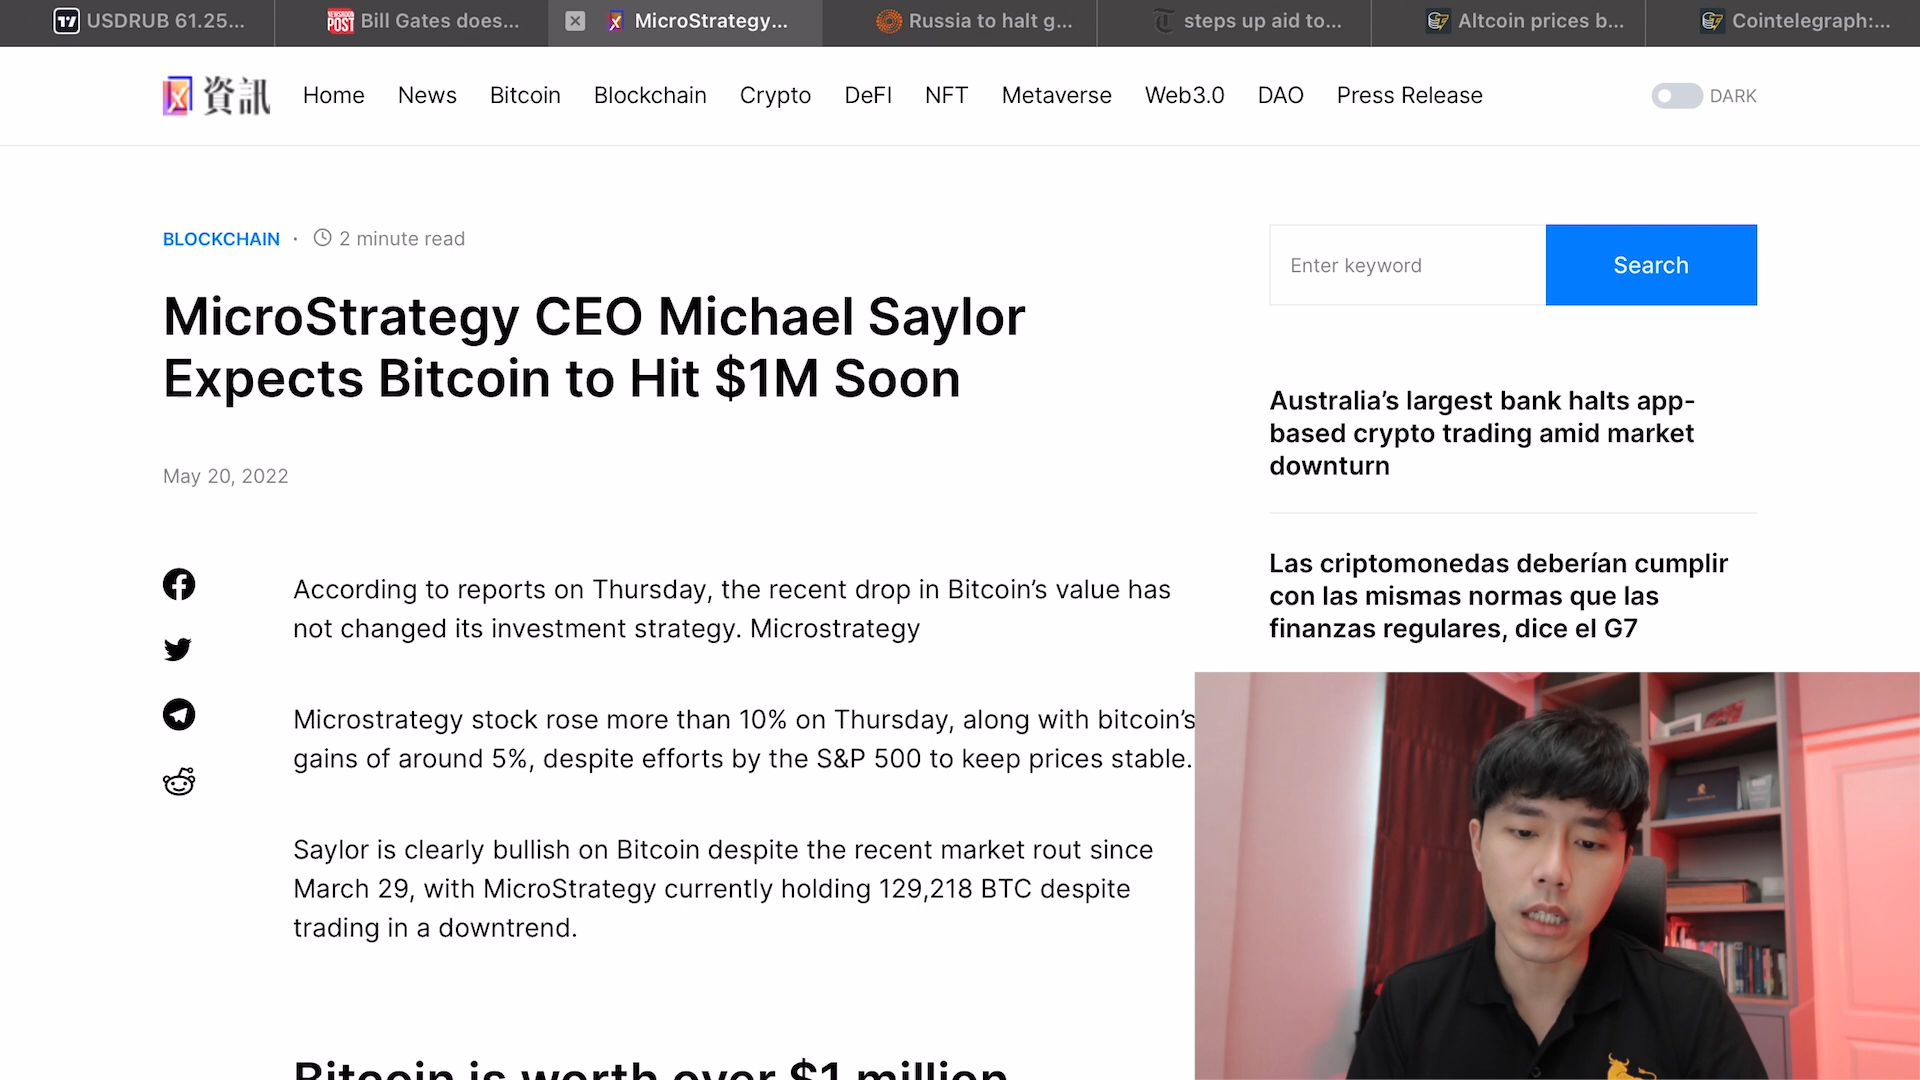 USDRUB 61.25...
Bill Gates does...
MicroStrategy...
Russia to halt g...
steps up aid to...
Altcoin prices b...
Cointelegraph:...
資訊
Home
News
Bitcoin
Blockchain
Crypto
DeFI
NFT
Metaverse
Web3.0
DAO
Press Release
DARK
BLOCKCHAIN · 2 minute read
MicroStrategy CEO Michael Saylor
Expects Bitcoin to Hit $1M Soon
May 20, 2022
According to reports on Thursday, the recent drop in Bitcoin’s value has
not changed its investment strategy. Microstrategy
Microstrategy stock rose more than 10% on Thursday, along with bitcoin’s
gains of around 5%, despite efforts by the S&P 500 to keep prices stable.
Saylor is clearly bullish on Bitcoin despite the recent market rout since
March 29, with MicroStrategy currently holding 129,218 BTC despite
trading in a downtrend.
Bitcoin is worth over $1 million
Enter keyword
Search
Australia’s largest bank halts app-
based crypto trading amid market
downturn
Las criptomonedas deberían cumplir
con las mismas normas que las
finanzas regulares, dice el G7